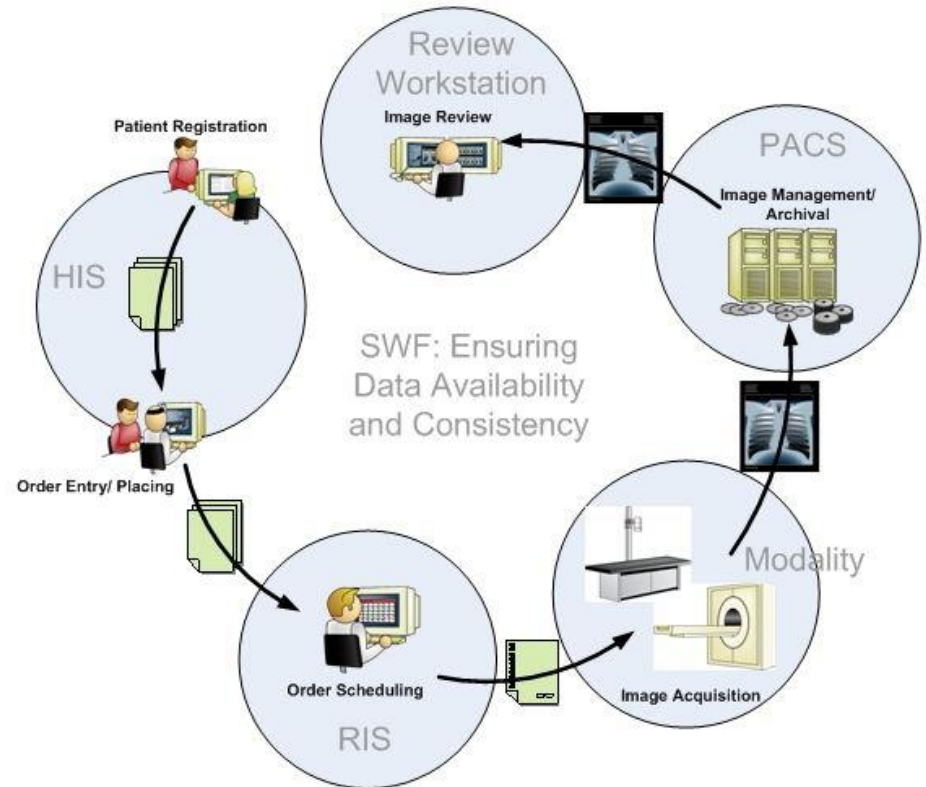 Review
Workstation
Image Review
Patient Registration
PACS
Image Management/
Archival
HIS
SWF: Ensuring
Data Availability
and Consistency
Order Entry/ Placing
Modality
Order Scheduling
Image Acquisition
RIS